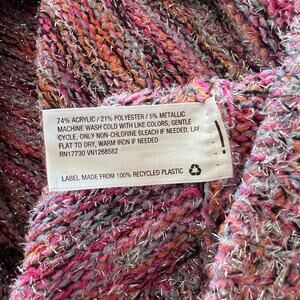 74% ACRYLIC / 21% POLYESTER / 5% METALLIC
MACHINE WASH COLD WITH LIKE COLORS, GENTLE
CYCLE, ONLY NON-CHLORINE BLEACH IF NEEDED, LAY
FLAT TO DRY, WARM IRON IF NEEDED
RN17730 VN1268582
LABEL MADE FROM 100% RECYCLED PLASTIC